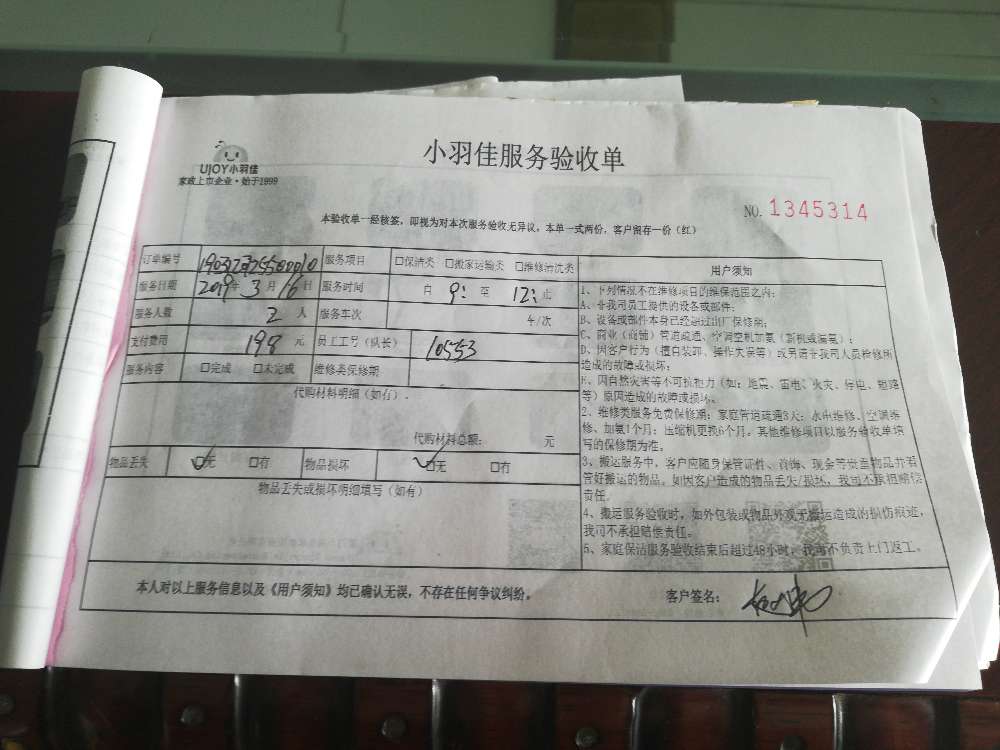 UJOY小羽佳
家政上市企业·始于1999
小羽佳服务验收单
NO. 1345314
本验收单一经核签，即视为对本次服务验收无异议，本单一式两份，客户留存一份（红）
订单编号 服务项目 □保洁类 □搬家运输类 □维修清洗类
服务日期 2019年 3月 16日 服务时间 自 9: 至 12: 止
服务人数 2 人 服务车次 车/次
支付费用 198 元 员工工号（队长） 10553
服务内容 □完成 □未完成 维修类保修期
代购材料明细（如有）。
代购材料总额： 元
物品丢失 ☑无 □有 物品损坏 ☑无 □有
物品丢失或损坏明细填写（如有）
用户须知
1、下列情况不在维修项目的维保范围之内：
A、非我司员工提供的设备或部件；
B、设备或部件本身已经超过出厂保修期；
C、商业（商铺）管道疏通、空调空机加氟（新机或漏氟）；
D、因客户行为（擅自装卸、操作失误等）或另请非我司人员检修所
造成的故障或损坏；
E、因自然灾害等不可抗拒力（如：地震、雷电、火灾、停电、短路
等）原因造成的故障或损坏。
2、维修类服务免费保修期：家庭管道疏通3天；水电维修、空调维
修、加氟1个月；压缩机更换6个月。其他维修项目以服务验收单填
写的保修期为准。
3、搬运服务中，客户应随身保管证件、首饰、现金等贵重物品并看
管好搬运的物品。如因客户造成的物品丢失/损坏，我司不承担赔偿
责任。
4、搬运服务验收时，如外包装或物品外观无搬运造成的损伤痕迹，
我司不承担赔偿责任。
5、家庭保洁服务验收结束后超过48小时，我司不负责上门返工。
本人对以上服务信息以及《用户须知》均已确认无误，不存在任何争议纠纷。
客户签名：